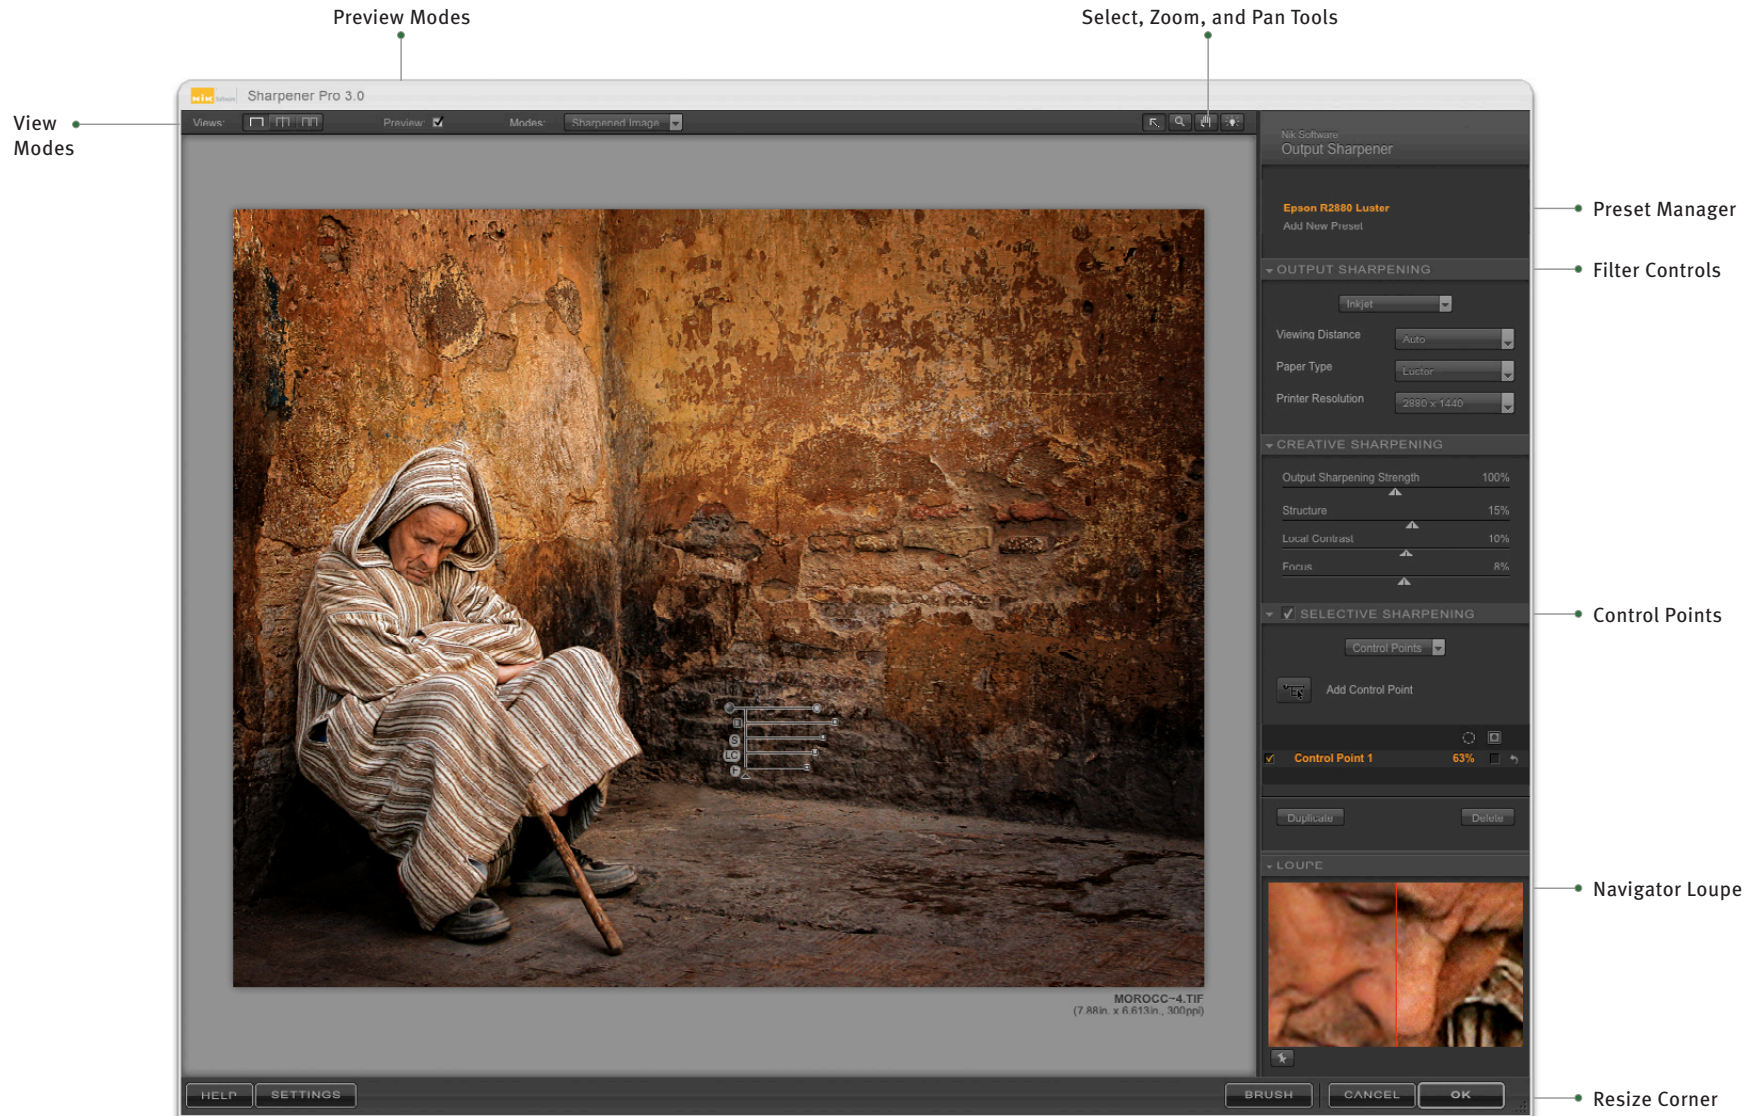 Preview Modes
Select, Zoom, and Pan Tools
View
Modes
Nik Software
Sharpener Pro 3.0
Views:
Preview:
Modes:
Sharpened Image
Nik Software
Output Sharpener
Epson R2880 Luster
Add New Preset
Preset Manager
OUTPUT SHARPENING
Filter Controls
Inkjet
Viewing Distance
Auto
Paper Type
Luster
Printer Resolution
2880 x 1440
CREATIVE SHARPENING
Output Sharpening Strength 100%
Structure 15%
Local Contrast 10%
Focus 8%
SELECTIVE SHARPENING
Control Points
Control Points
Add Control Point
S
LC
F
Control Point 1 63%
Duplicate
Delete
LOUPE
Navigator Loupe
MOROCC~4.TIF
(7.88in. x 6.613in., 300ppi)
HELP
SETTINGS
BRUSH
CANCEL
OK
Resize Corner